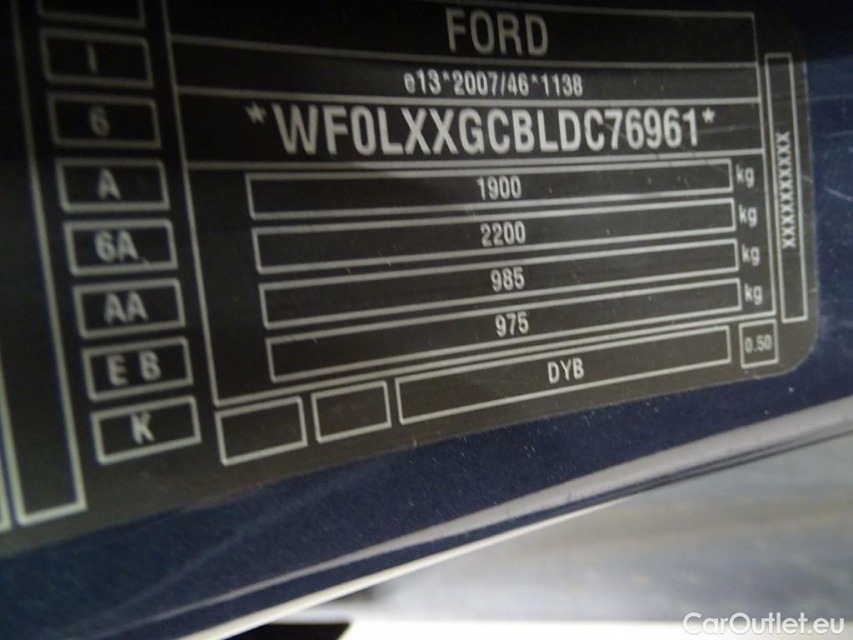 FORD
e13*2007/46*1138
*WF0LXXGCBLDC76961*
1900 kg
2200 kg
985 kg
975 kg
DYB
0.50
XXXXXXXXXX
1
6
A
6A
AA
E B
K
CarOutlet.eu